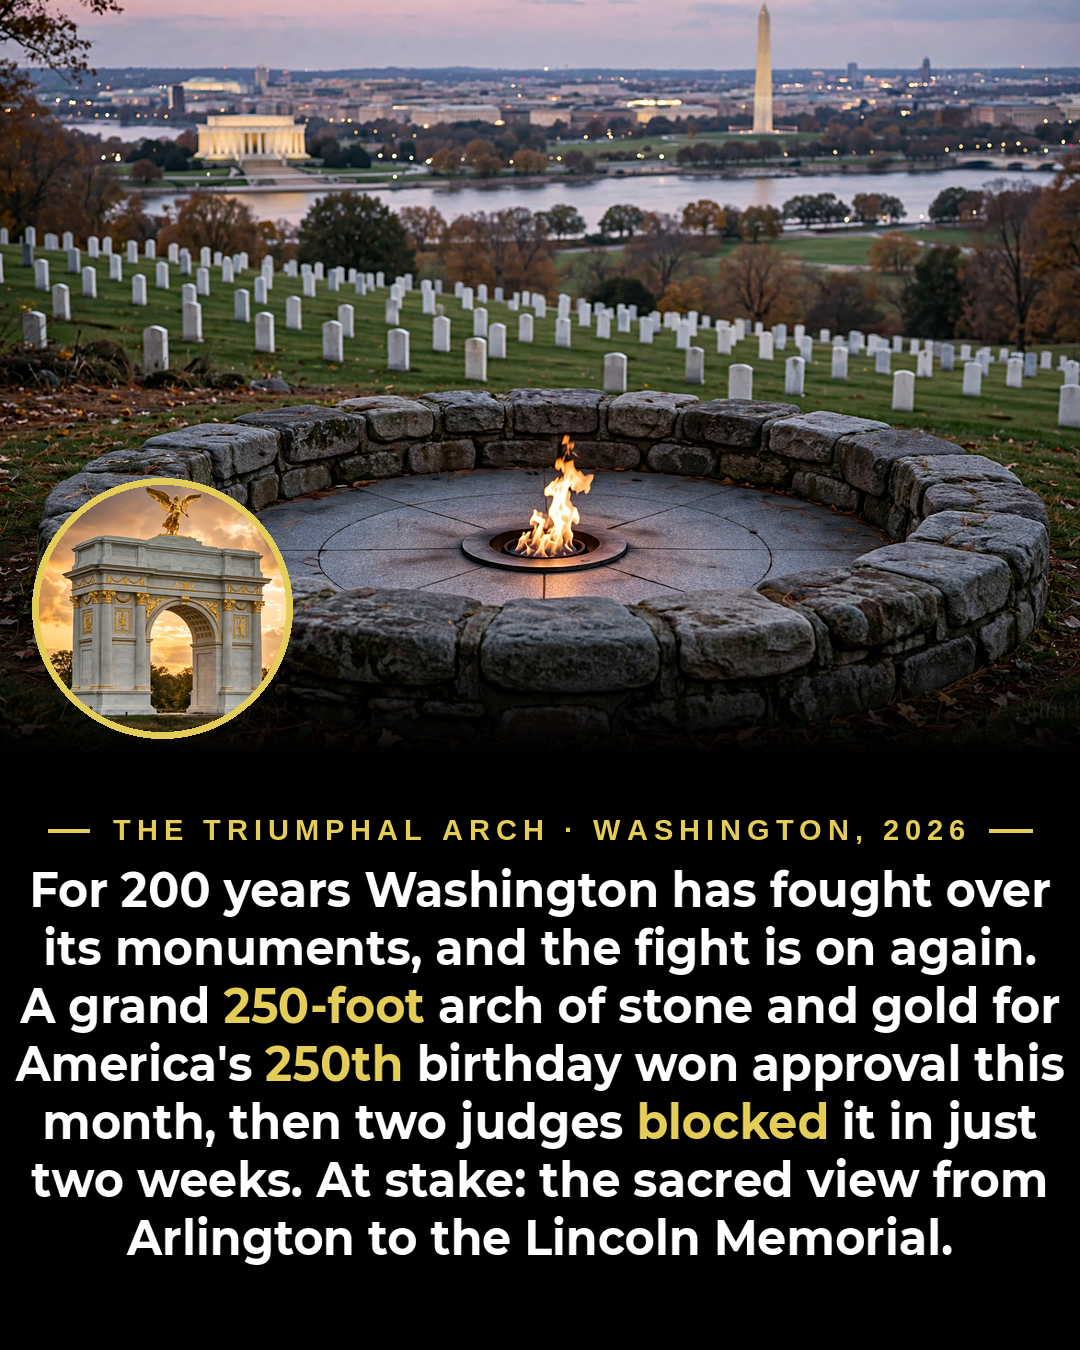 THE TRIUMPHAL ARCH · WASHINGTON, 2026
For 200 years Washington has fought over
its monuments, and the fight is on again.
A grand 250-foot arch of stone and gold for
America's 250th birthday won approval this
month, then two judges blocked it in just
two weeks. At stake: the sacred view from
Arlington to the Lincoln Memorial.